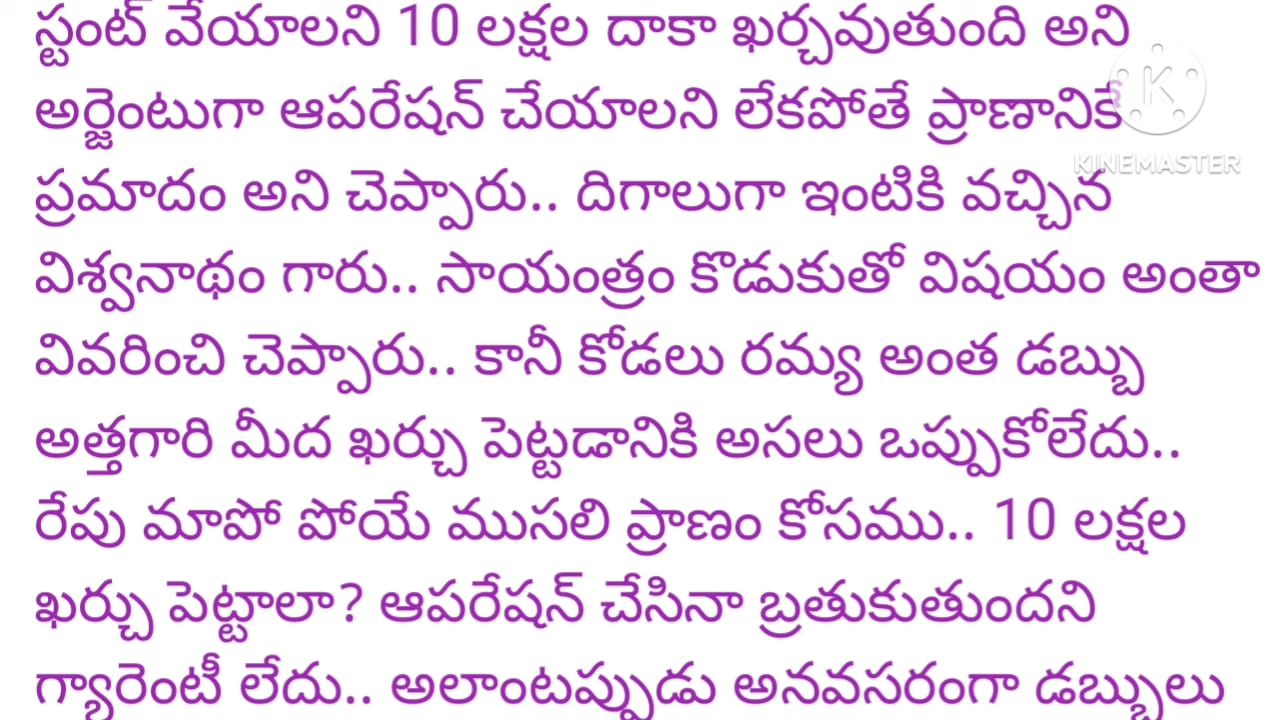 స్టంట్ వేయాలని 10 లక్షల దాకా ఖర్చవుతుంది అని
అర్జెంటుగా ఆపరేషన్ చేయాలని లేకపోతే ప్రాణానికే
KINEMASTER
ప్రమాదం అని చెప్పారు.. దిగాలుగా ఇంటికి వచ్చిన
విశ్వనాథం గారు.. సాయంత్రం కొడుకుతో విషయం అంతా
వివరించి చెప్పారు.. కానీ కోడలు రమ్య అంత డబ్బు
అత్తగారి మీద ఖర్చు పెట్టడానికి అసలు ఒప్పుకోలేదు..
రేపు మాపో పోయే ముసలి ప్రాణం కోసము.. 10 లక్షల
ఖర్చు పెట్టాలా? ఆపరేషన్ చేసినా బ్రతుకుతుందని
గ్యారెంటీ లేదు.. అలాంటప్పుడు అనవసరంగా డబ్బులు